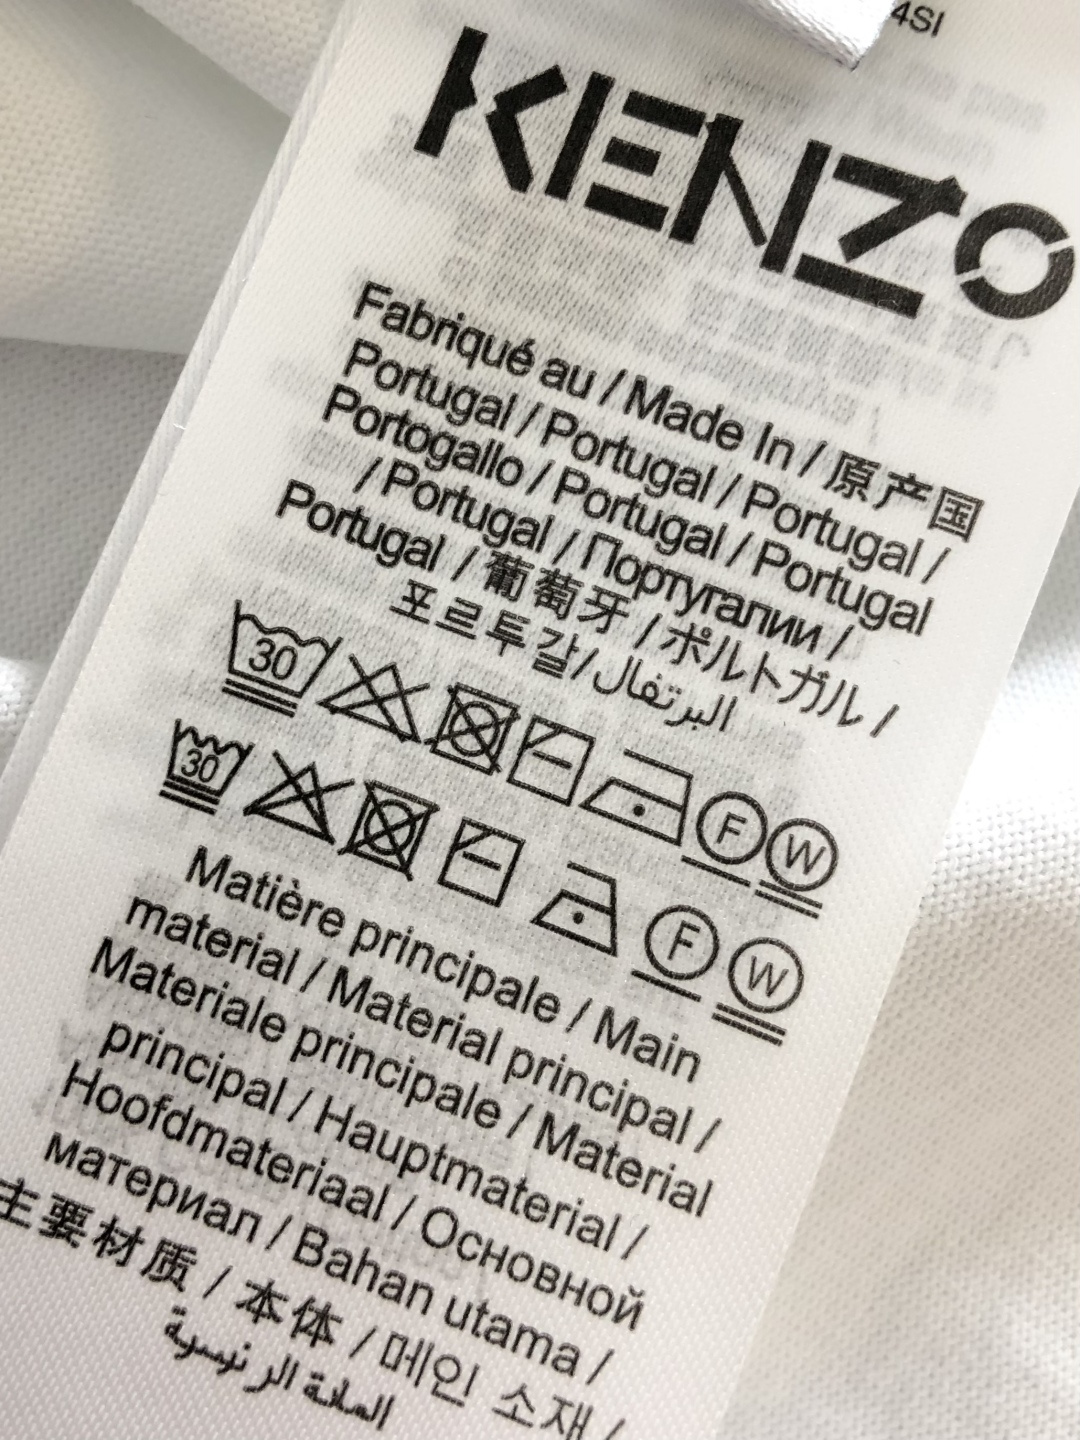 4SI
KENZO
Fabriqué au / Made In / 原产国
Portugal / Portugal / Portugal /
Portogallo / Portugal / Portugal
/ Portugal / Португалии /
Portugal / 葡萄牙 / ポルトガル /
포르투갈/البرتغال
30 F W
30 F W
Matière principale / Main
material / Material principal /
Materiale principale / Material
principal / Hauptmaterial /
Hoofdmateriaal / Основной
материал / Bahan utama /
主要材质 / 本体 / 메인 소재 /
المادة الرئيسية